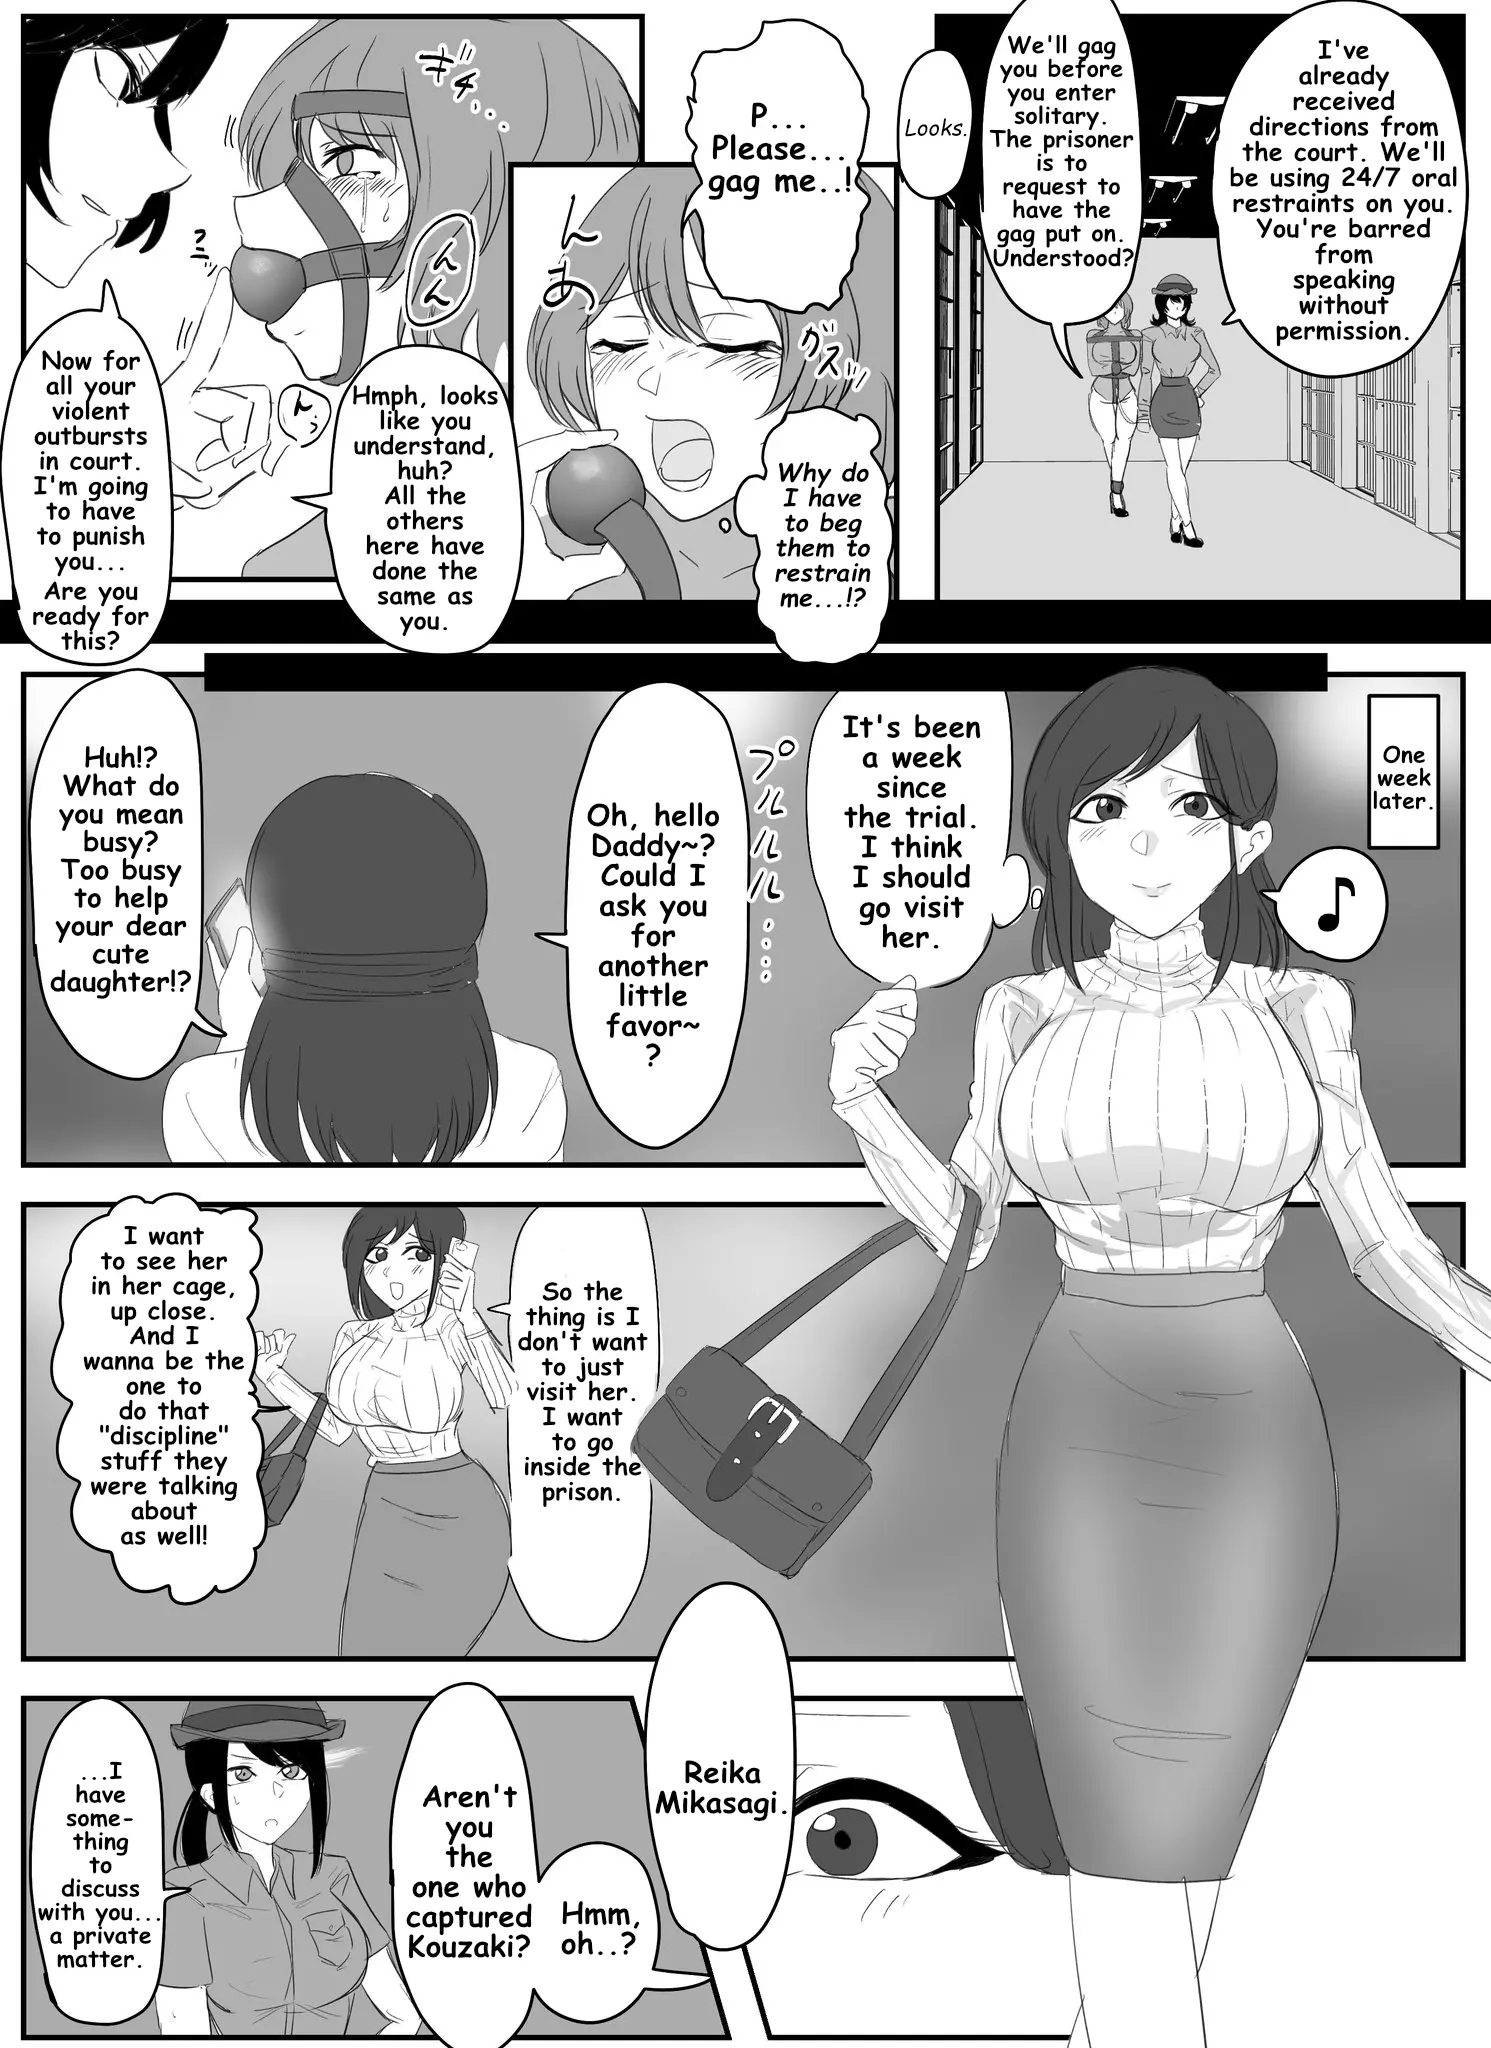 I've
already
received
directions from
the court. We'll
be using 24/7 oral
restraints on you.
You're barred
from
speaking
without
permission.
We'll gag
you before
you enter
solitary.
The prisoner
is to
request to
have the
gag put on.
Understood?
Looks.
P...
Please...
gag me..!
んあ
ガズッ
Why do
I have
to beg
them to
restrain
me...!?
ギチ...
んん
んっ
Hmph, looks
like you
understand,
huh?
All the
others
here have
done the
same as
you.
Now for
all your
violent
outbursts
in court.
I'm going
to have
to punish
you...
Are you
ready for
this?
One
week
later.
♪
It's been
a week
since
the trial.
I think
I should
go visit
her.
プルルル....
Oh, hello
Daddy~?
Could I
ask you
for
another
little
favor~
?
Huh!?
What do
you mean
busy?
Too busy
to help
your dear
cute
daughter!?
So the
thing is I
don't want
to just
visit her.
I want
to go
inside the
prison.
I want
to see her
in her cage,
up close.
And I
wanna be the
one to
do that
"discipline"
stuff they
were talking
about
as well!
Reika
Mikasagi.
Hmm,
oh..?
Aren't
you
the
one who
captured
Kouzaki?
...I
have
some-
thing
to
discuss
with you...
a private
matter.